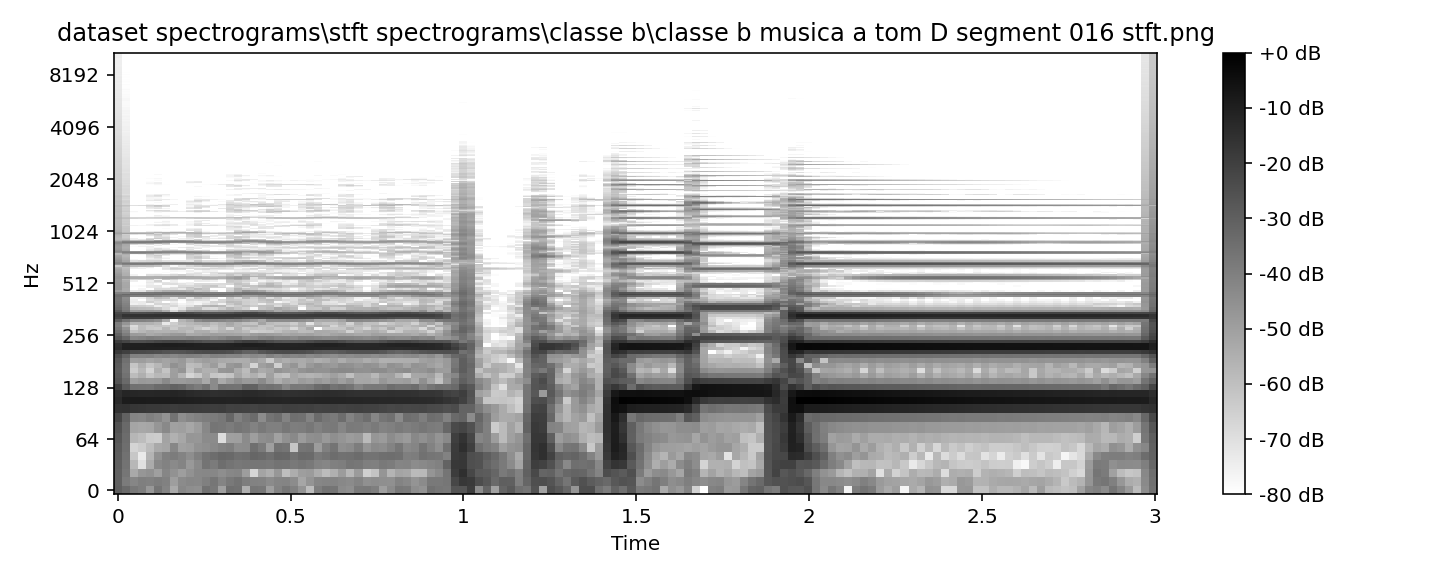 dataset spectrograms\stft spectrograms\classe b\classe b musica a tom D segment 016 stft.png
8192
4096
2048
1024
512
256
128
64
0
Hz
0
0.5
1
1.5
2
2.5
3
Time
+0 dB
-10 dB
-20 dB
-30 dB
-40 dB
-50 dB
-60 dB
-70 dB
-80 dB